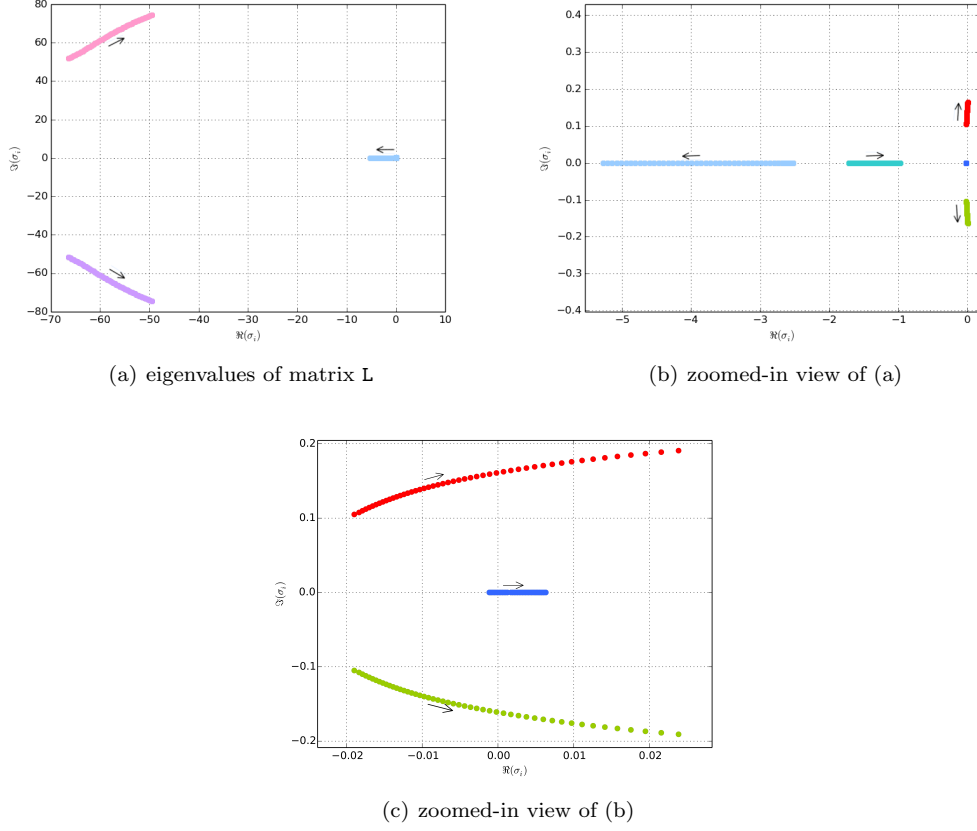 80
60
40
20
0
−20
−40
−60
−80
ℑ(σᵢ)
−70 −60 −50 −40 −30 −20 −10 0 10
ℜ(σᵢ)
(a) eigenvalues of matrix L
0.4
0.3
0.2
0.1
0.0
−0.1
−0.2
−0.3
−0.4
ℑ(σᵢ)
−5 −4 −3 −2 −1 0
ℜ(σᵢ)
(b) zoomed-in view of (a)
0.2
0.1
0.0
−0.1
−0.2
ℑ(σᵢ)
−0.02 −0.01 0.00 0.01 0.02
ℜ(σᵢ)
(c) zoomed-in view of (b)